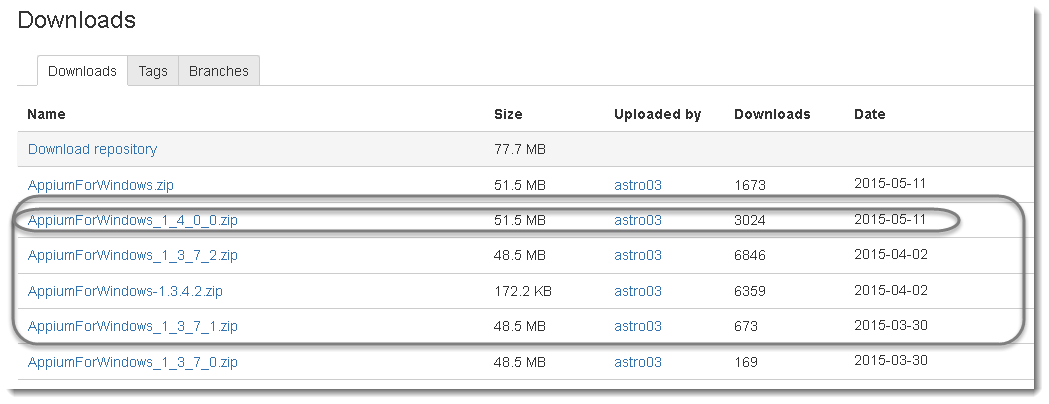 Downloads
Downloads Tags Branches
Name Size Uploaded by Downloads Date
Download repository 77.7 MB
AppiumForWindows.zip 51.5 MB astro03 1673 2015-05-11
AppiumForWindows_1_4_0_0.zip 51.5 MB astro03 3024 2015-05-11
AppiumForWindows_1_3_7_2.zip 48.5 MB astro03 6846 2015-04-02
AppiumForWindows-1.3.4.2.zip 172.2 KB astro03 6359 2015-04-02
AppiumForWindows_1_3_7_1.zip 48.5 MB astro03 673 2015-03-30
AppiumForWindows_1_3_7_0.zip 48.5 MB astro03 169 2015-03-30